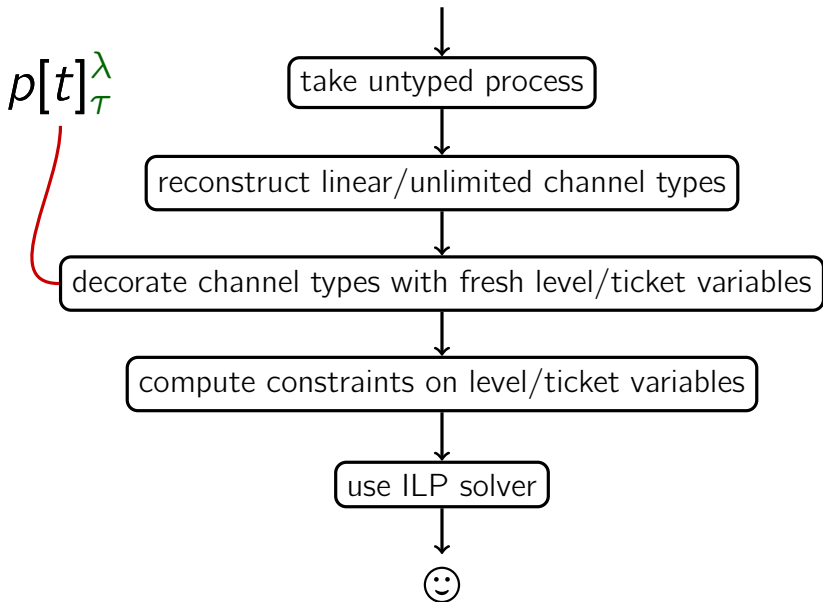 take untyped process
p[t]^λ_τ
reconstruct linear/unlimited channel types
decorate channel types with fresh level/ticket variables
compute constraints on level/ticket variables
use ILP solver